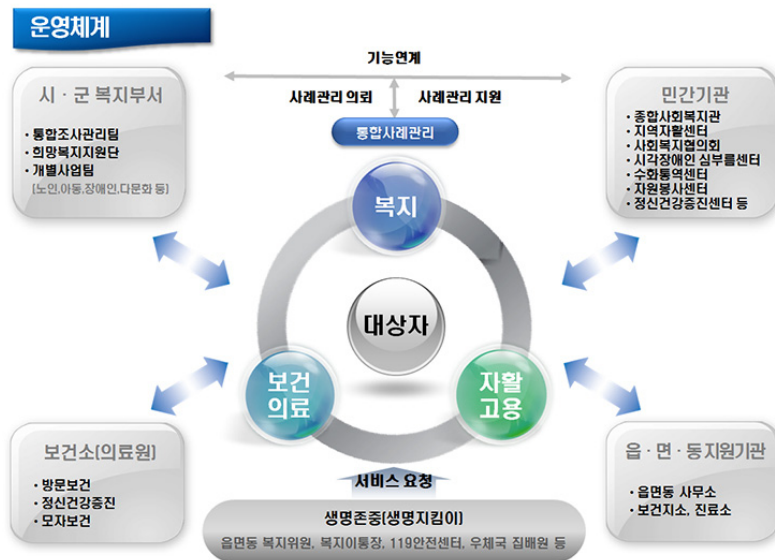 운영체계
기능연계
사례관리 의뢰
사례관리 지원
통합사례관리
시 · 군 복지부서
• 통합조사관리팀
• 희망복지지원단
• 개별사업팀
(노인,아동,장애인,다문화 등)
민간기관
• 종합사회복지관
• 지역자활센터
• 사회복지협의회
• 시각장애인 심부름센터
• 수화통역센터
• 자원봉사센터
• 정신건강증진센터 등
복지
대상자
보건
의료
자활
고용
보건소(의료원)
• 방문보건
• 정신건강증진
• 모자보건
읍 · 면 · 동지원기관
• 읍면동 사무소
• 보건지소, 진료소
서비스 요청
생명존중(생명지킴이)
읍면동 복지위원, 복지이통장, 119안전센터, 우체국 집배원 등